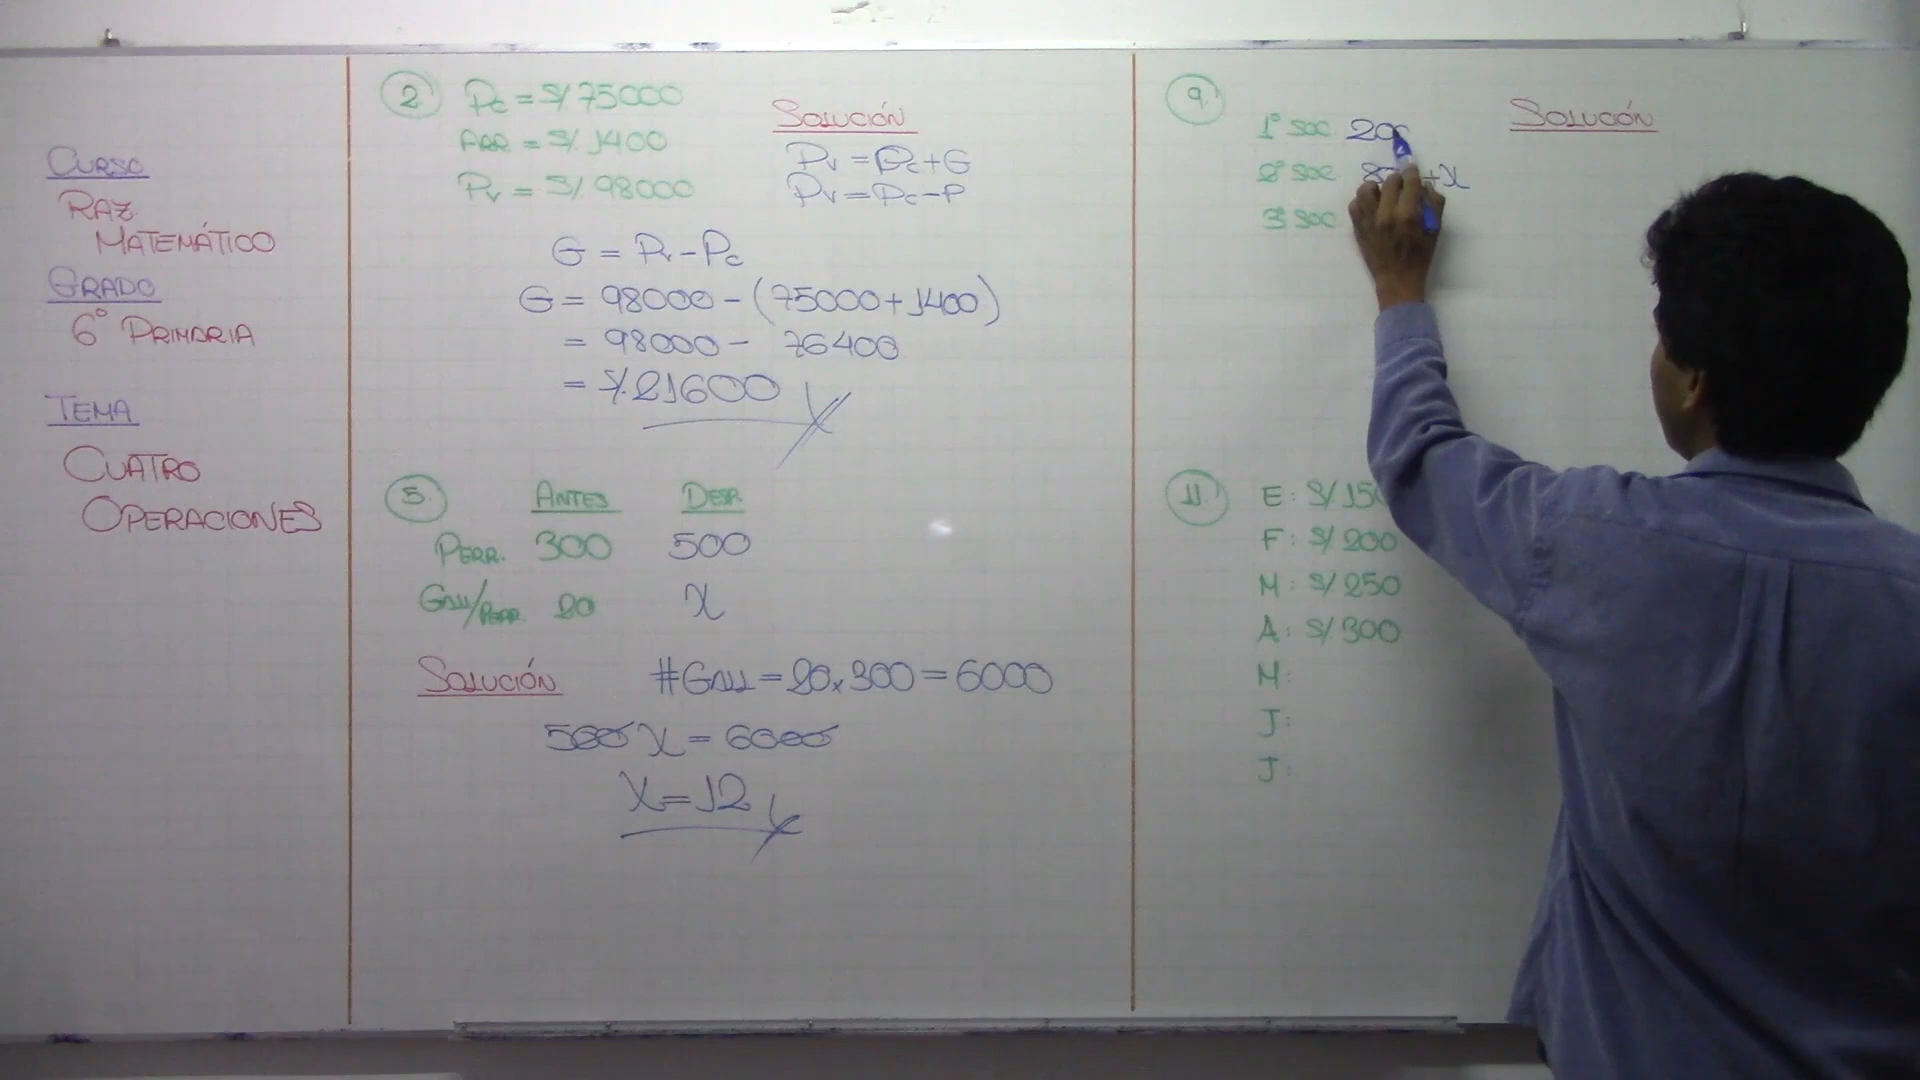 CURSO
RAZ.
MATEMÁTICO
GRADO
6° PRIMARIA
TEMA
CUATRO
OPERACIONES
2
Pc = S/ 75000
ARR = S/. 1400
Pv = S/. 98000
SOLUCIÓN
Pv = Pc + G
Pv = Pc - P
G = Pv - Pc
G = 98000 - (75000 + 1400)
= 98000 - 76400
= S/. 21600
5.
ANTES DESP.
PERR. 300 500
GALL/PERR. 20 x
SOLUCIÓN #GALL = 20 x 300 = 6000
500 x = 6000
x = 12
9.
SOLUCIÓN
1° SOC
2° SOC + x
3° SOC
11.
E: S/ 150
F: S/ 200
M: S/ 250
A: S/ 300
M:
J:
J: